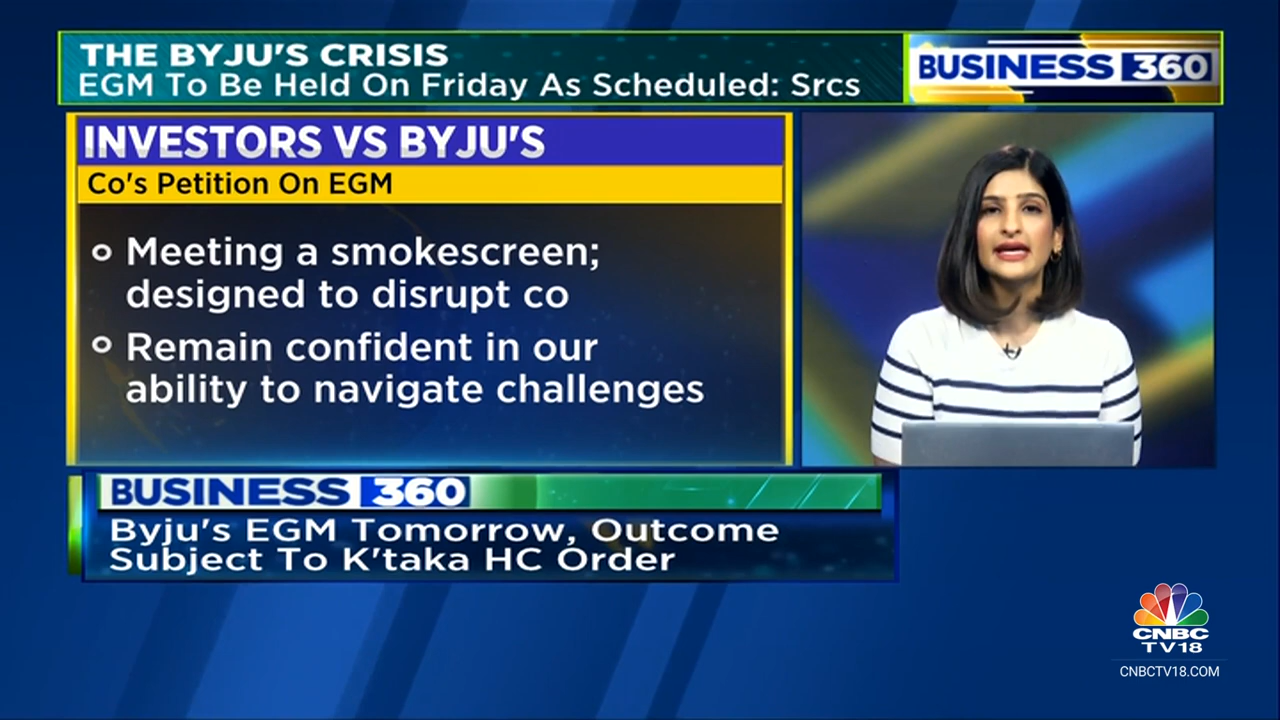 THE BYJU'S CRISIS
EGM To Be Held On Friday As Scheduled: Srcs
BUSINESS 360
INVESTORS VS BYJU'S
Co's Petition On EGM
Meeting a smokescreen;
designed to disrupt co
Remain confident in our
ability to navigate challenges
BUSINESS 360
Byju's EGM Tomorrow, Outcome
Subject To K'taka HC Order
CNBC
TV18
CNBCTV18.COM